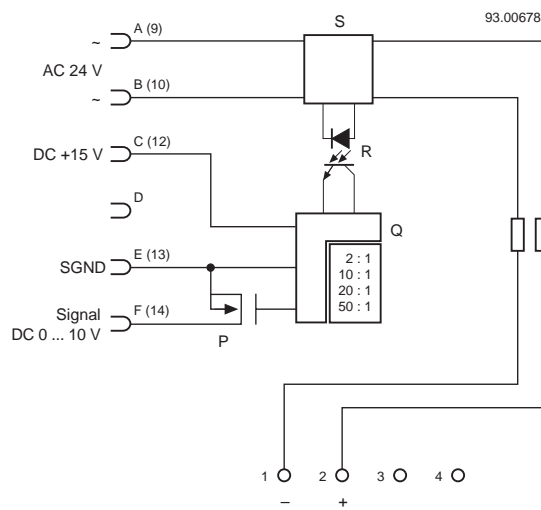 93.00678
S
~ A (9)
AC 24 V
~ B (10)
R
DC +15 V C (12)
D
Q
2 : 1
10 : 1
20 : 1
50 : 1
SGND E (13)
Signal F (14)
DC 0 ... 10 V
P
1 2 3 4
– +